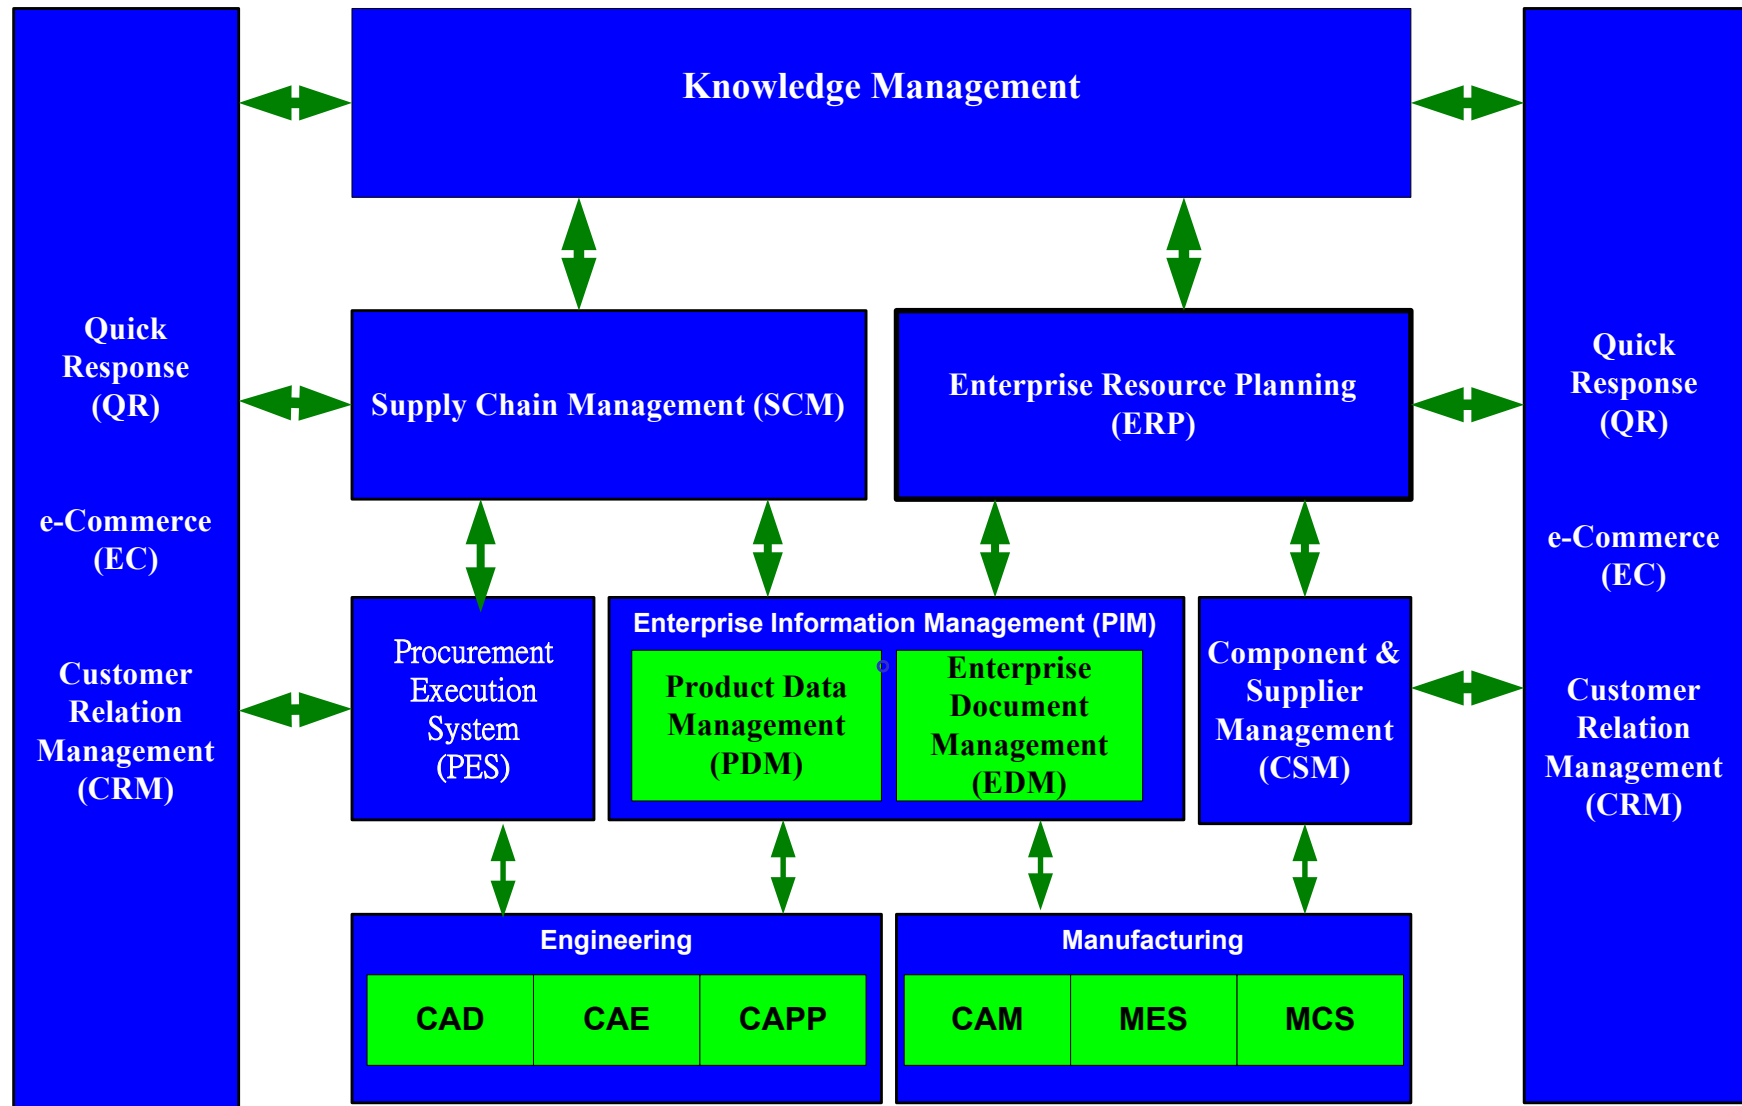 Knowledge Management
Quick
Response
(QR)
e-Commerce
(EC)
Customer
Relation
Management
(CRM)
Supply Chain Management (SCM)
Enterprise Resource Planning
(ERP)
Procurement
Execution
System
(PES)
Enterprise Information Management (PIM)
Product Data
Management
(PDM)
Enterprise
Document
Management
(EDM)
Component &
Supplier
Management
(CSM)
Quick
Response
(QR)
e-Commerce
(EC)
Customer
Relation
Management
(CRM)
Engineering
CAD
CAE
CAPP
Manufacturing
CAM
MES
MCS